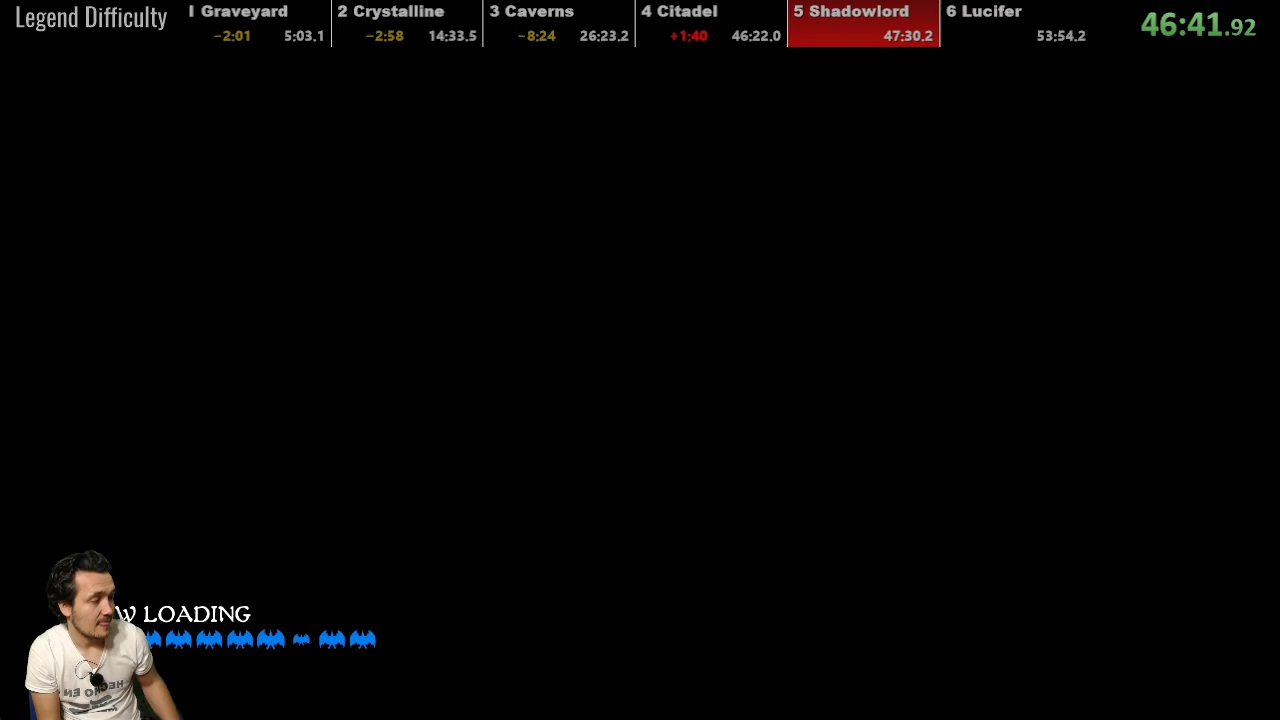 Legend Difficulty
1 Graveyard
−2:01 5:03.1
2 Crystalline
−2:58 14:33.5
3 Caverns
−8:24 26:23.2
4 Citadel
+1:40 46:22.0
5 Shadowlord
47:30.2
6 Lucifer
53:54.2
46:41.92
W LOADING
HECHO EN